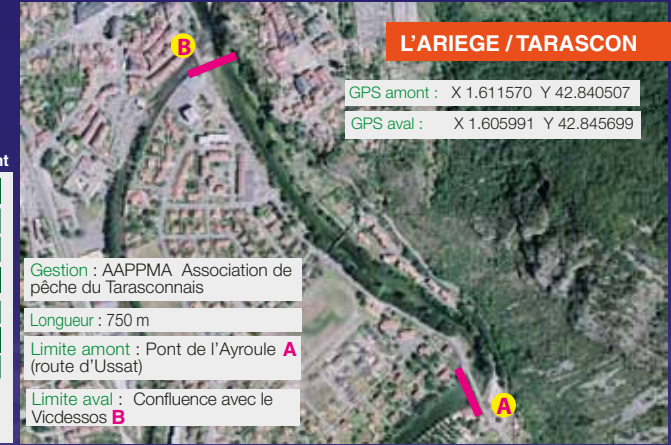 L'ARIEGE / TARASCON
GPS amont : X 1.611570 Y 42.840507
GPS aval : X 1.605991 Y 42.845699
B
nt
Gestion : AAPPMA Association de
pêche du Tarasconnais
Longueur : 750 m
Limite amont : Pont de l'Ayroule A
(route d'Ussat)
Limite aval : Confluence avec le
Vicdessos B
A